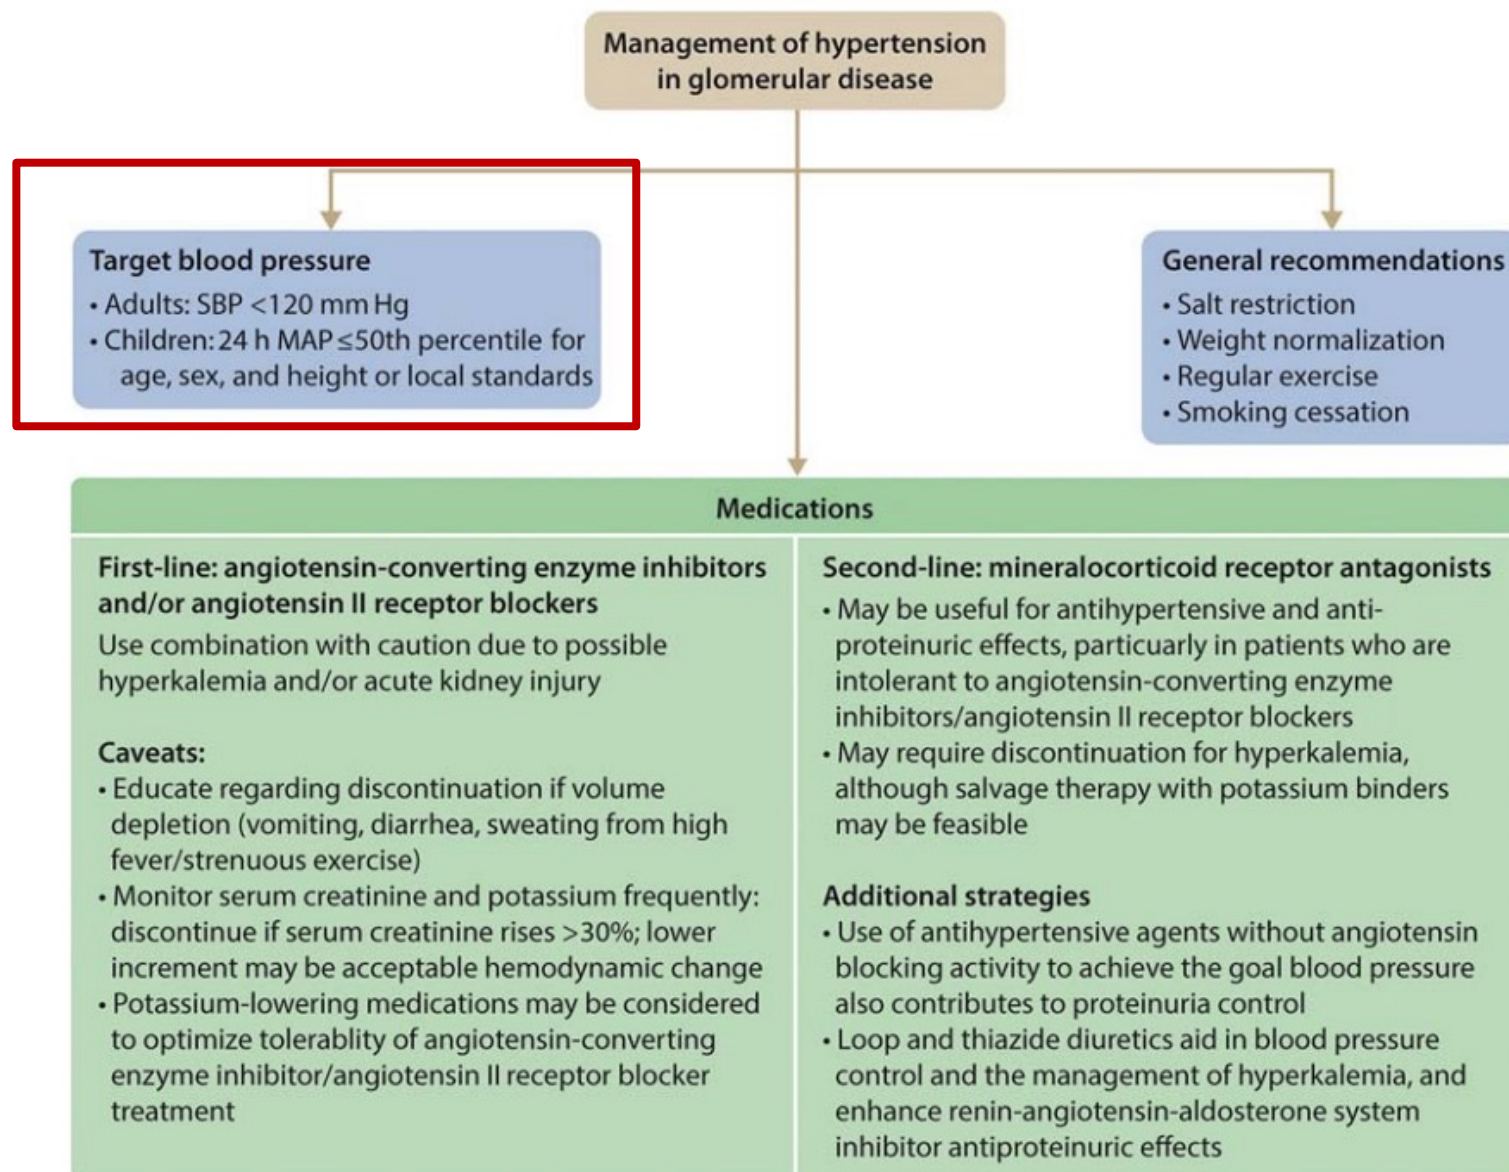 Management of hypertension
in glomerular disease
Target blood pressure
• Adults: SBP <120 mm Hg
• Children: 24 h MAP ≤50th percentile for
age, sex, and height or local standards
General recommendations
• Salt restriction
• Weight normalization
• Regular exercise
• Smoking cessation
Medications
First-line: angiotensin-converting enzyme inhibitors
and/or angiotensin II receptor blockers
Use combination with caution due to possible
hyperkalemia and/or acute kidney injury
Caveats:
• Educate regarding discontinuation if volume
depletion (vomiting, diarrhea, sweating from high
fever/strenuous exercise)
• Monitor serum creatinine and potassium frequently:
discontinue if serum creatinine rises >30%; lower
increment may be acceptable hemodynamic change
• Potassium-lowering medications may be considered
to optimize tolerablity of angiotensin-converting
enzyme inhibitor/angiotensin II receptor blocker
treatment
Second-line: mineralocorticoid receptor antagonists
• May be useful for antihypertensive and anti-
proteinuric effects, particuarly in patients who are
intolerant to angiotensin-converting enzyme
inhibitors/angiotensin II receptor blockers
• May require discontinuation for hyperkalemia,
although salvage therapy with potassium binders
may be feasible
Additional strategies
• Use of antihypertensive agents without angiotensin
blocking activity to achieve the goal blood pressure
also contributes to proteinuria control
• Loop and thiazide diuretics aid in blood pressure
control and the management of hyperkalemia, and
enhance renin-angiotensin-aldosterone system
inhibitor antiproteinuric effects